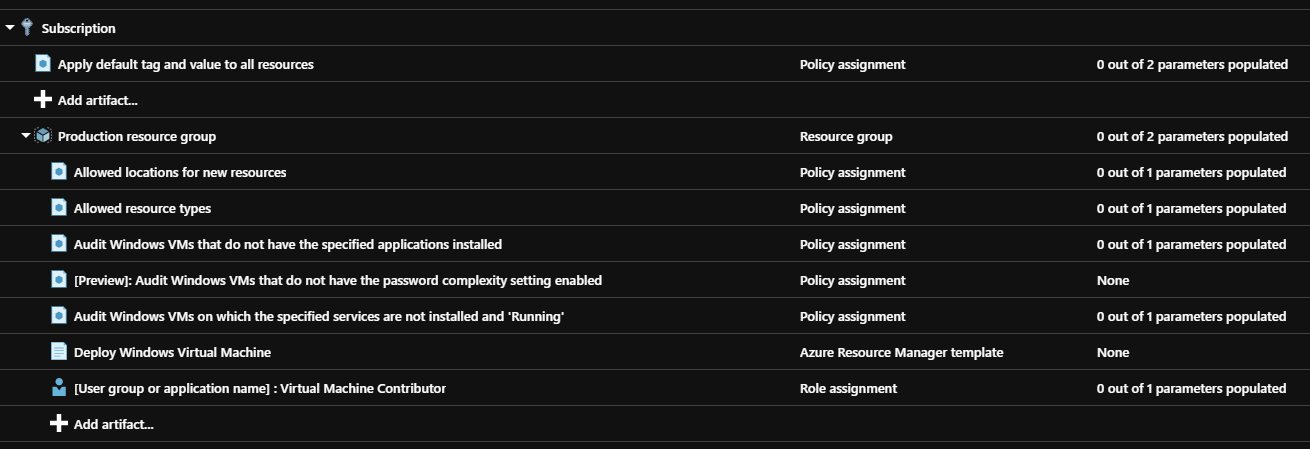 Subscription
Apply default tag and value to all resources Policy assignment 0 out of 2 parameters populated
Add artifact...
Production resource group Resource group 0 out of 2 parameters populated
Allowed locations for new resources Policy assignment 0 out of 1 parameters populated
Allowed resource types Policy assignment 0 out of 1 parameters populated
Audit Windows VMs that do not have the specified applications installed Policy assignment 0 out of 1 parameters populated
[Preview]: Audit Windows VMs that do not have the password complexity setting enabled Policy assignment None
Audit Windows VMs on which the specified services are not installed and 'Running' Policy assignment 0 out of 1 parameters populated
Deploy Windows Virtual Machine Azure Resource Manager template None
[User group or application name] : Virtual Machine Contributor Role assignment 0 out of 1 parameters populated
Add artifact...